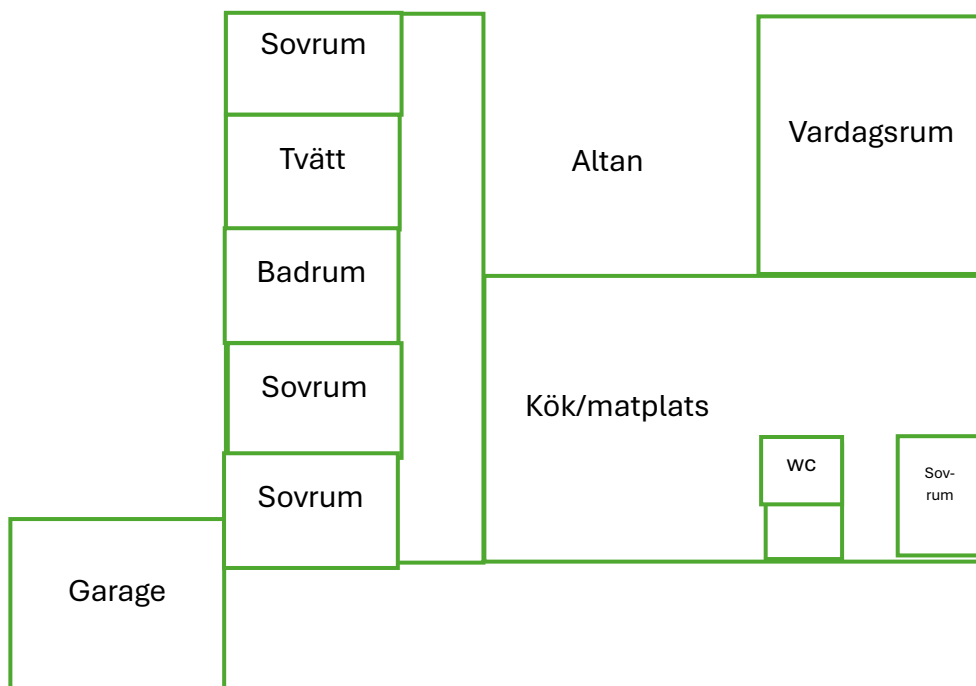 Sovrum
Vardagsrum
Tvätt
Altan
Badrum
Sovrum
Kök/matplats
wc
Sov-
rum
Sovrum
Garage